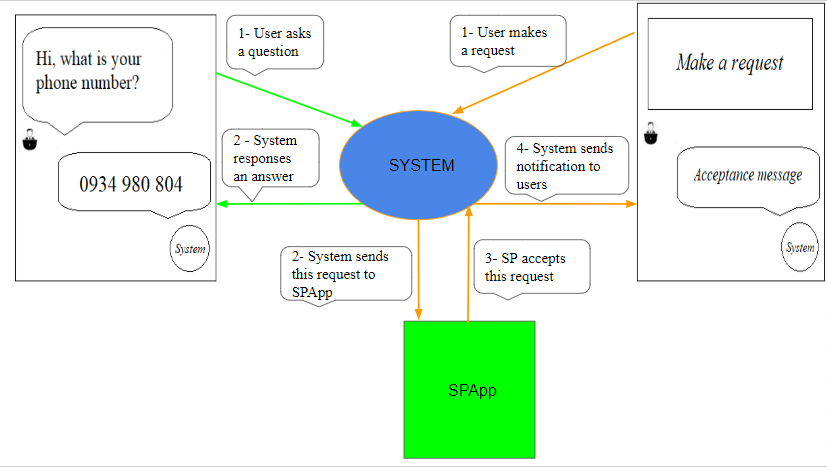 Hi, what is your
phone number?
0934 980 804
System
1- User asks
a question
2 - System
responses
an answer
SYSTEM
1- User makes
a request
Make a request
Acceptance message
System
4- System sends
notification to
users
2- System sends
this request to
SPApp
3- SP accepts
this request
SPApp